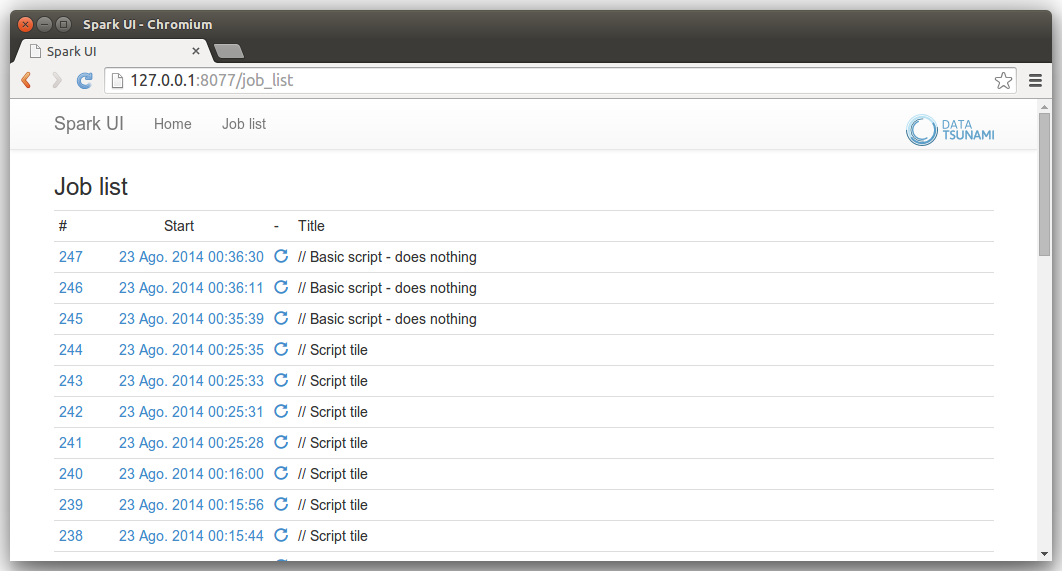 Spark UI - Chromium
Spark UI
127.0.0.1:8077/job_list
Spark UI Home Job list
DATA
TSUNAMI
Job list
# Start - Title
247 23 Ago. 2014 00:36:30 // Basic script - does nothing
246 23 Ago. 2014 00:36:11 // Basic script - does nothing
245 23 Ago. 2014 00:35:39 // Basic script - does nothing
244 23 Ago. 2014 00:25:35 // Script tile
243 23 Ago. 2014 00:25:33 // Script tile
242 23 Ago. 2014 00:25:31 // Script tile
241 23 Ago. 2014 00:25:28 // Script tile
240 23 Ago. 2014 00:16:00 // Script tile
239 23 Ago. 2014 00:15:56 // Script tile
238 23 Ago. 2014 00:15:44 // Script tile